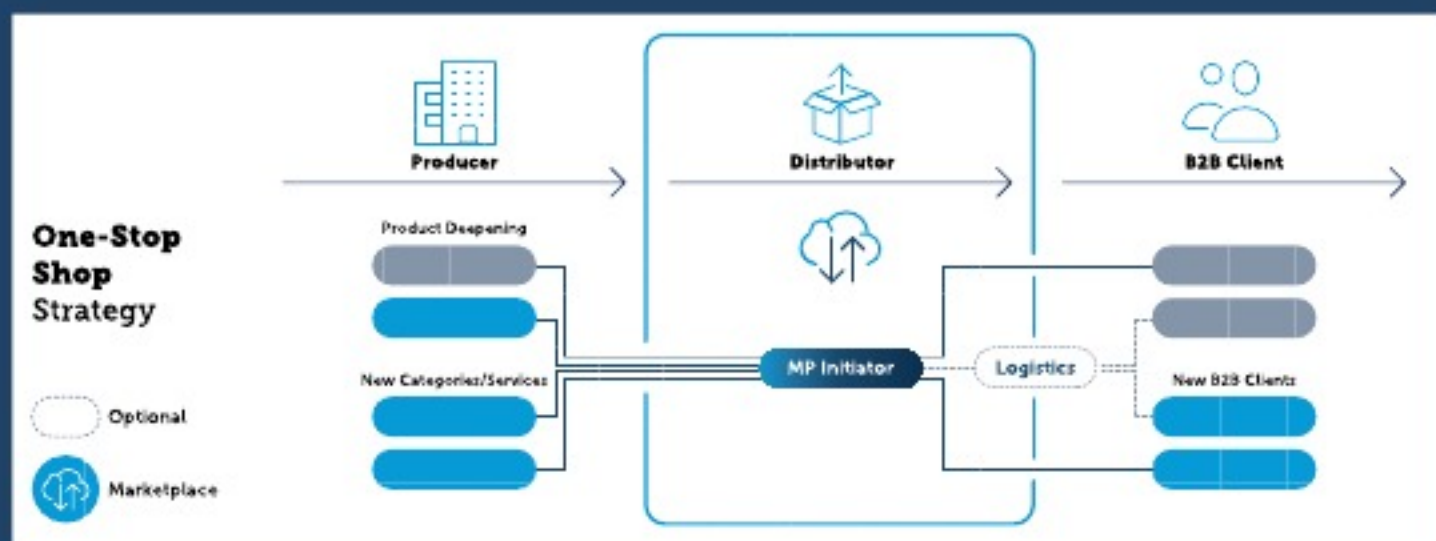 Producer
Distributor
B2B Client
One-Stop
Shop
Strategy
Product Deepening
New Categories/Services
MP Initiator
Logistics
New B2B Clients
Optional
Marketplace